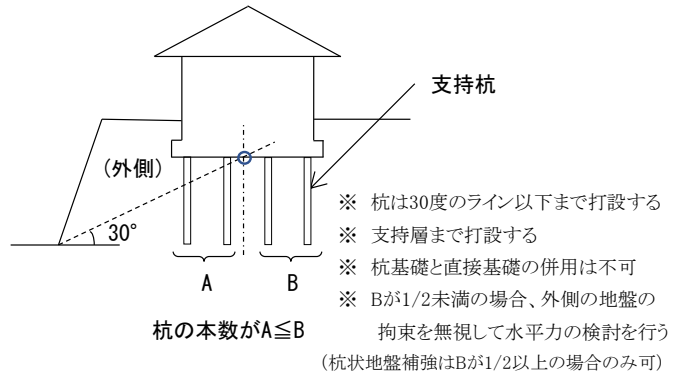 支持杭
（外側）
30°
A
B
杭の本数がA≦B
※ 杭は30度のライン以下まで打設する
※ 支持層まで打設する
※ 杭基礎と直接基礎の併用は不可
※ Bが1/2未満の場合、外側の地盤の
拘束を無視して水平力の検討を行う
（杭状地盤補強はBが1/2以上の場合のみ可）